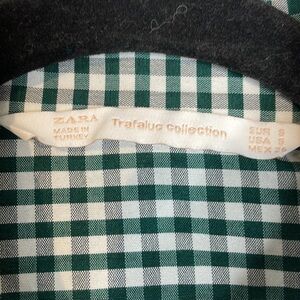 ZARA
MADE IN
TURKEY
Trafaluc collection
EUR S
USA S
MEX 26